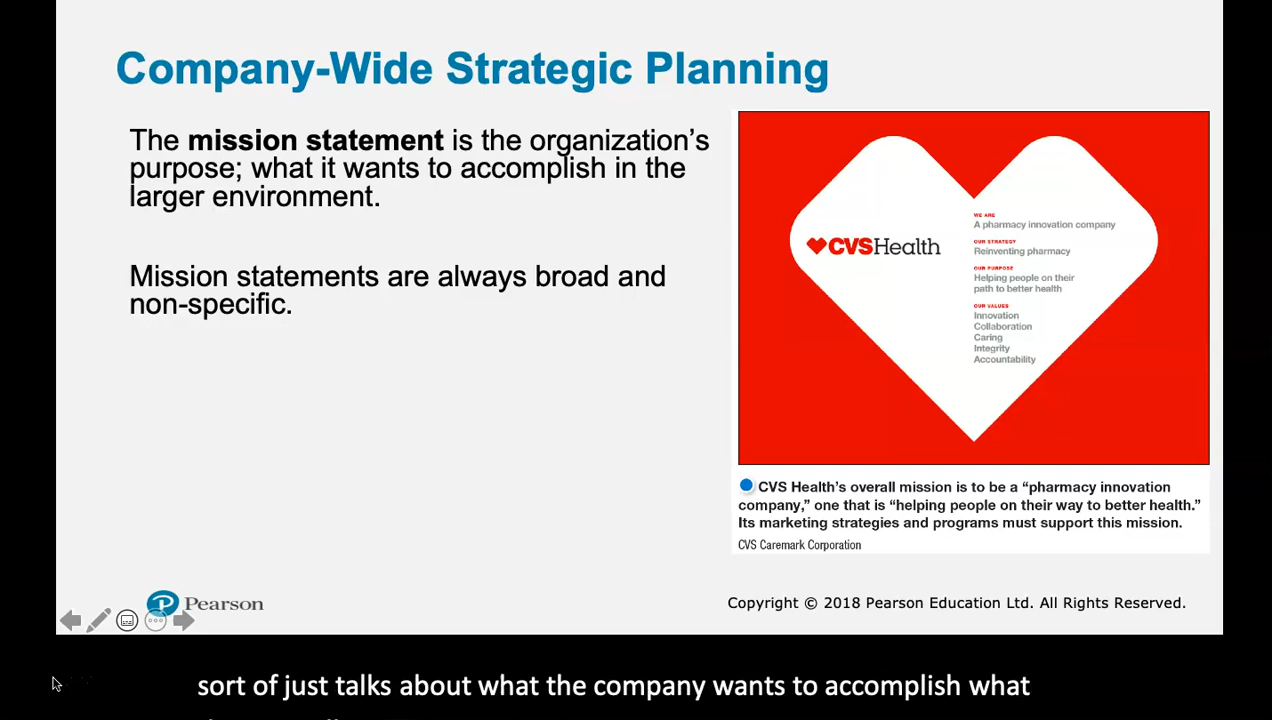 Company-Wide Strategic Planning
The mission statement is the organization's
purpose; what it wants to accomplish in the
larger environment.
Mission statements are always broad and
non-specific.
CVSHealth
WE ARE
A pharmacy innovation company
OUR STRATEGY
Reinventing pharmacy
OUR PURPOSE
Helping people on their
path to better health
OUR VALUES
Innovation
Collaboration
Caring
Integrity
Accountability
CVS Health's overall mission is to be a “pharmacy innovation
company,” one that is “helping people on their way to better health.”
Its marketing strategies and programs must support this mission.
CVS Caremark Corporation
Pearson
Copyright © 2018 Pearson Education Ltd. All Rights Reserved.
sort of just talks about what the company wants to accomplish what